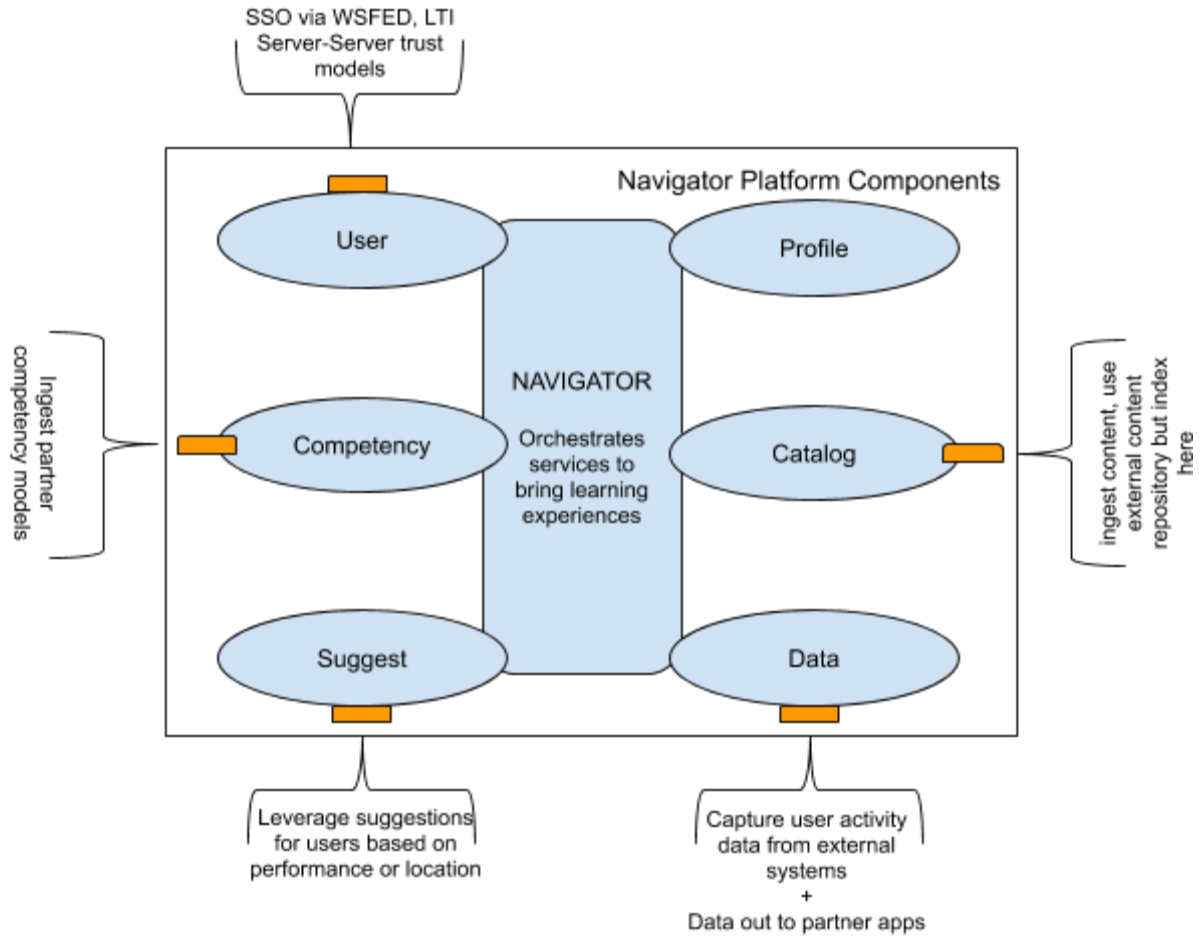 SSO via WSFED, LTI
Server-Server trust
models
Navigator Platform Components
User
Profile
Ingest partner
competency models
NAVIGATOR
Orchestrates
services to
bring learning
experiences
Competency
Catalog
ingest content, use
external content
repository but index
here
Suggest
Data
Leverage suggestions
for users based on
performance or location
Capture user activity
data from external
systems
+
Data out to partner apps